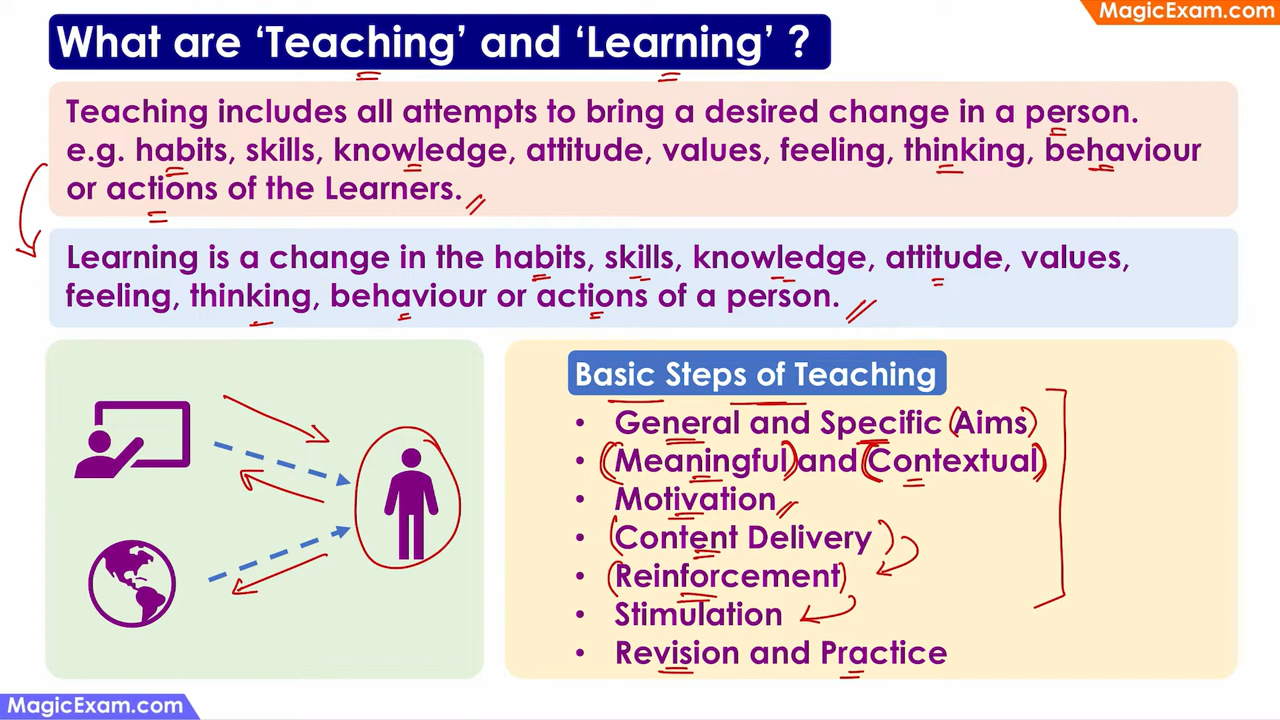 MagicExam.com
What are ‘Teaching’ and ‘Learning’ ?
Teaching includes all attempts to bring a desired change in a person.
e.g. habits, skills, knowledge, attitude, values, feeling, thinking, behaviour
or actions of the Learners.
Learning is a change in the habits, skills, knowledge, attitude, values,
feeling, thinking, behaviour or actions of a person.
Basic Steps of Teaching
• General and Specific Aims
• Meaningful and Contextual
• Motivation
• Content Delivery
• Reinforcement
• Stimulation
• Revision and Practice
MagicExam.com